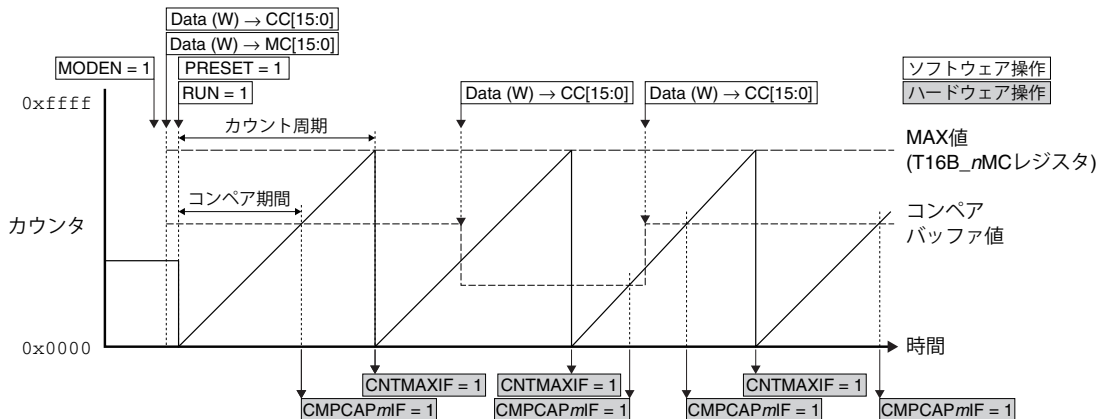 Data (W) → CC[15:0]
Data (W) → MC[15:0]
MODEN = 1
PRESET = 1
RUN = 1
Data (W) → CC[15:0]
Data (W) → CC[15:0]
ソフトウェア操作
ハードウェア操作
0xffff
カウント周期
MAX値
(T16B_nMCレジスタ)
コンペア期間
カウンタ
コンペア
バッファ値
0x0000
時間
CNTMAXIF = 1
CNTMAXIF = 1
CNTMAXIF = 1
CMPCAPmIF = 1
CMPCAPmIF = 1
CMPCAPmIF = 1
CMPCAPmIF = 1